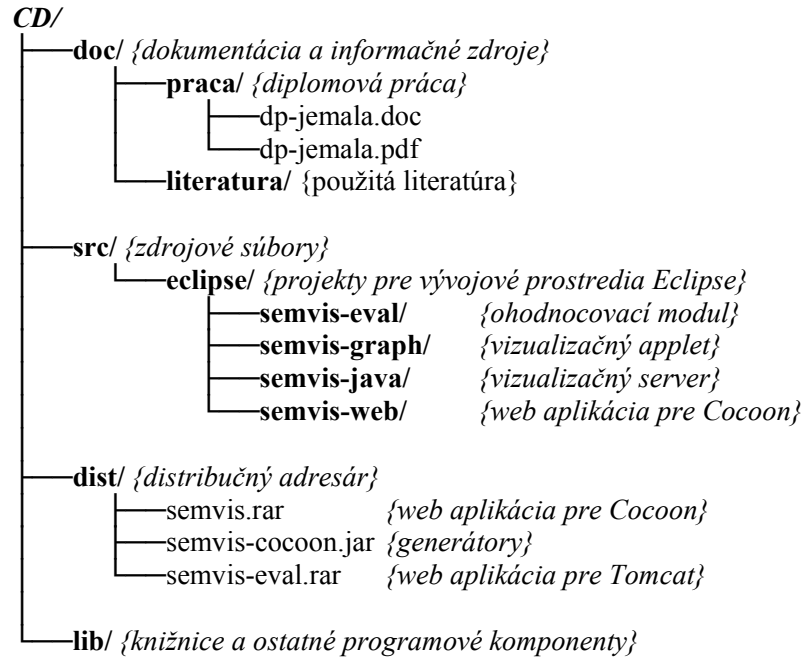 CD/
doc/ {dokumentácia a informačné zdroje}
praca/ {diplomová práca}
dp-jemala.doc
dp-jemala.pdf
literatura/ {použitá literatúra}
src/ {zdrojové súbory}
eclipse/ {projekty pre vývojové prostredia Eclipse}
semvis-eval/ {ohodnocovací modul}
semvis-graph/ {vizualizačný applet}
semvis-java/ {vizualizačný server}
semvis-web/ {web aplikácia pre Cocoon}
dist/ {distribučný adresár}
semvis.rar {web aplikácia pre Cocoon}
semvis-cocoon.jar {generátory}
semvis-eval.rar {web aplikácia pre Tomcat}
lib/ {knižnice a ostatné programové komponenty}